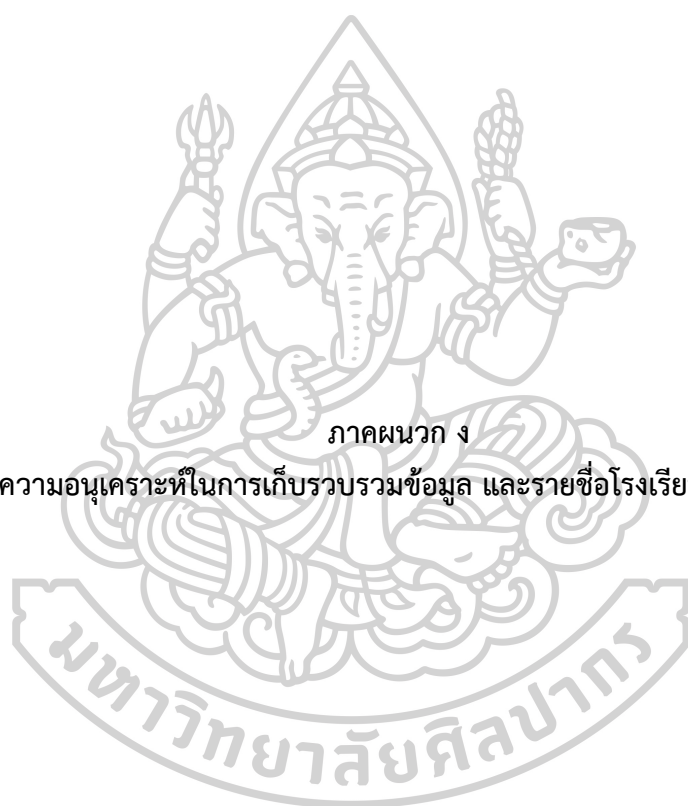 ภาคผนวก ง
ความอนุเคราะห์ในการเก็บรวบรวมข้อมูล และรายชื่อโรงเรีย
มหาวิทยาลัยศิลปากร